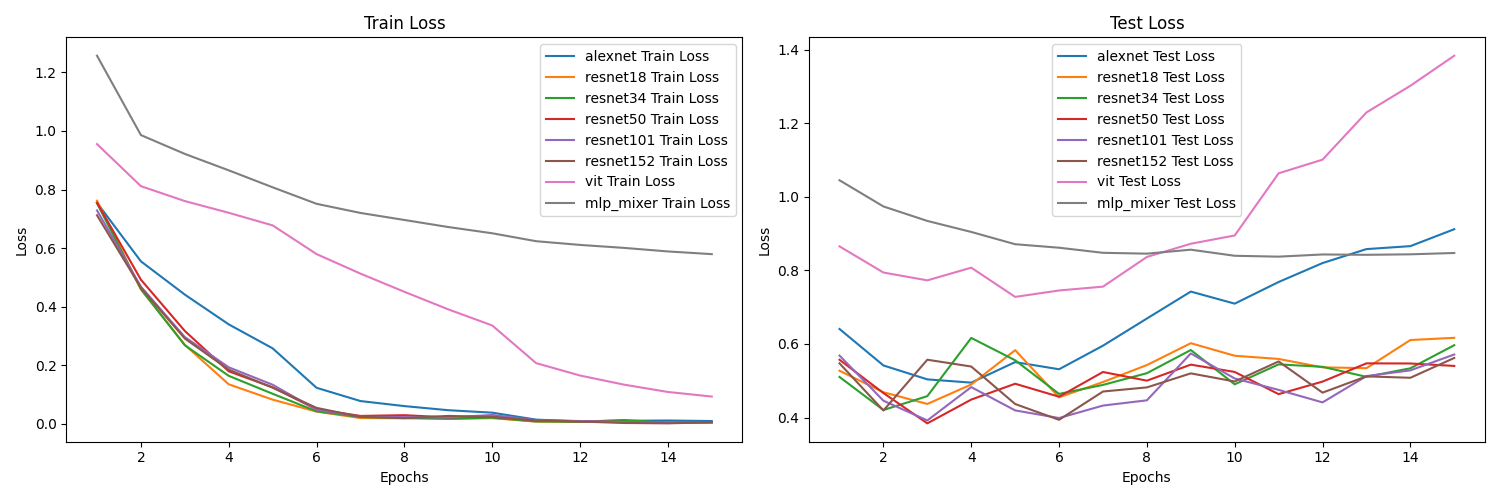 Train Loss
Loss
1.2
1.0
0.8
0.6
0.4
0.2
0.0
alexnet Train Loss
resnet18 Train Loss
resnet34 Train Loss
resnet50 Train Loss
resnet101 Train Loss
resnet152 Train Loss
vit Train Loss
mlp_mixer Train Loss
2 4 6 8 10 12 14
Epochs
Test Loss
Loss
1.4
1.2
1.0
0.8
0.6
0.4
alexnet Test Loss
resnet18 Test Loss
resnet34 Test Loss
resnet50 Test Loss
resnet101 Test Loss
resnet152 Test Loss
vit Test Loss
mlp_mixer Test Loss
2 4 6 8 10 12 14
Epochs